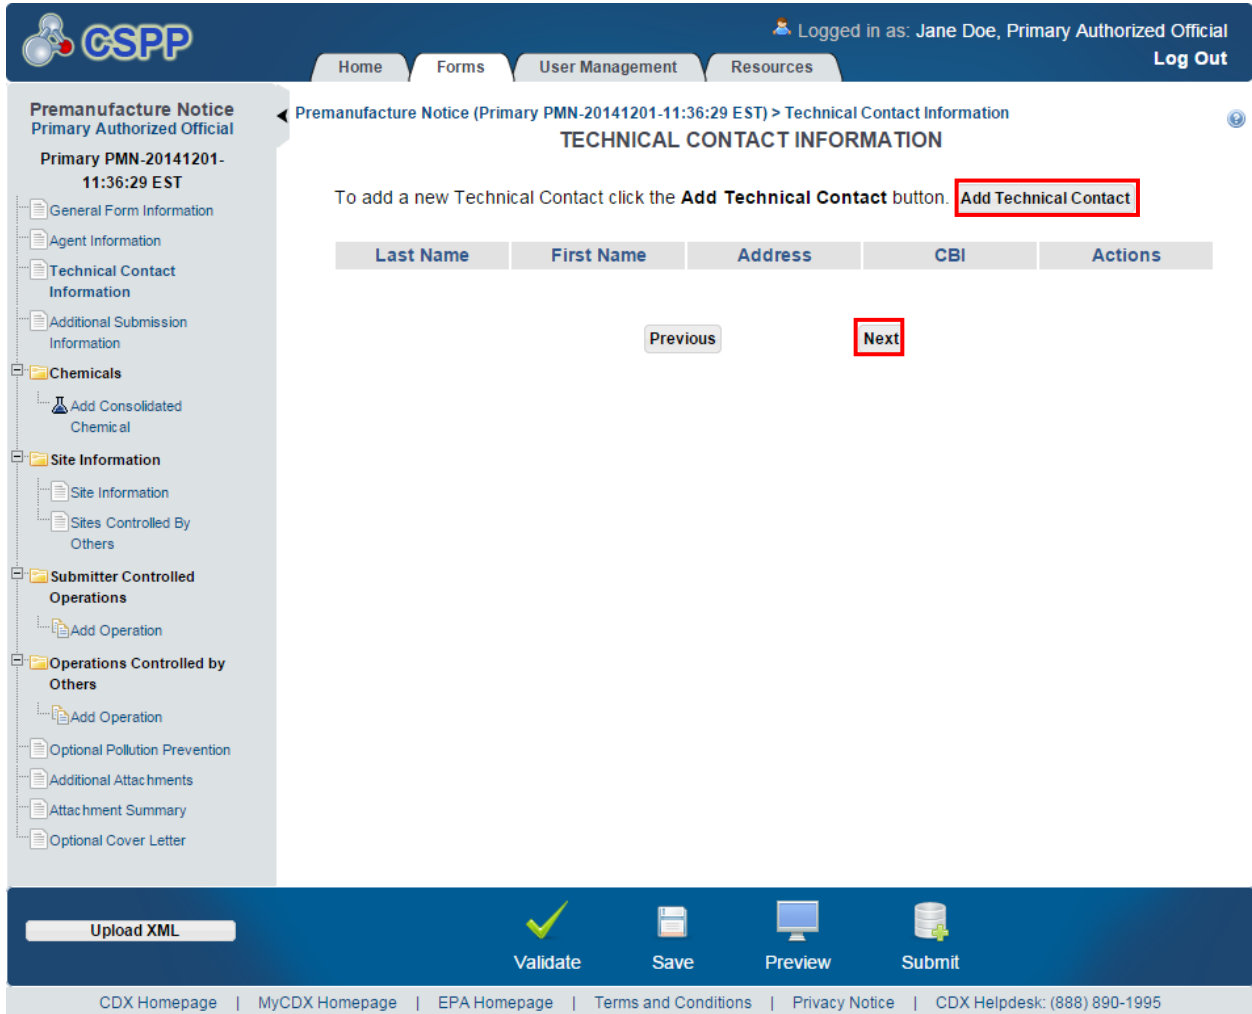 CSPP
Logged in as: Jane Doe, Primary Authorized Official
Log Out
Home
Forms
User Management
Resources
Premanufacture Notice
Primary Authorized Official
Primary PMN-20141201-
11:36:29 EST
General Form Information
Agent Information
Technical Contact
Information
Additional Submission
Information
Chemicals
Add Consolidated
Chemical
Site Information
Site Information
Sites Controlled By
Others
Submitter Controlled
Operations
Add Operation
Operations Controlled by
Others
Add Operation
Optional Pollution Prevention
Additional Attachments
Attachment Summary
Optional Cover Letter
Premanufacture Notice (Primary PMN-20141201-11:36:29 EST) > Technical Contact Information
TECHNICAL CONTACT INFORMATION
To add a new Technical Contact click the Add Technical Contact button. Add Technical Contact
Last Name First Name Address CBI Actions
Previous Next
Upload XML
Validate Save Preview Submit
CDX Homepage | MyCDX Homepage | EPA Homepage | Terms and Conditions | Privacy Notice | CDX Helpdesk: (888) 890-1995